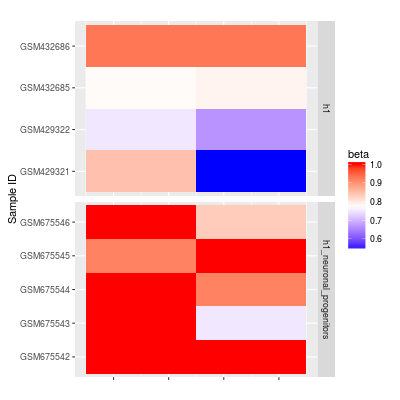 GSM432686
GSM432685
GSM429322
GSM429321
h1
GSM675546
GSM675545
GSM675544
GSM675543
GSM675542
h1_neuronal_progenitors
Sample ID
beta
1.0
0.9
0.8
0.7
0.6